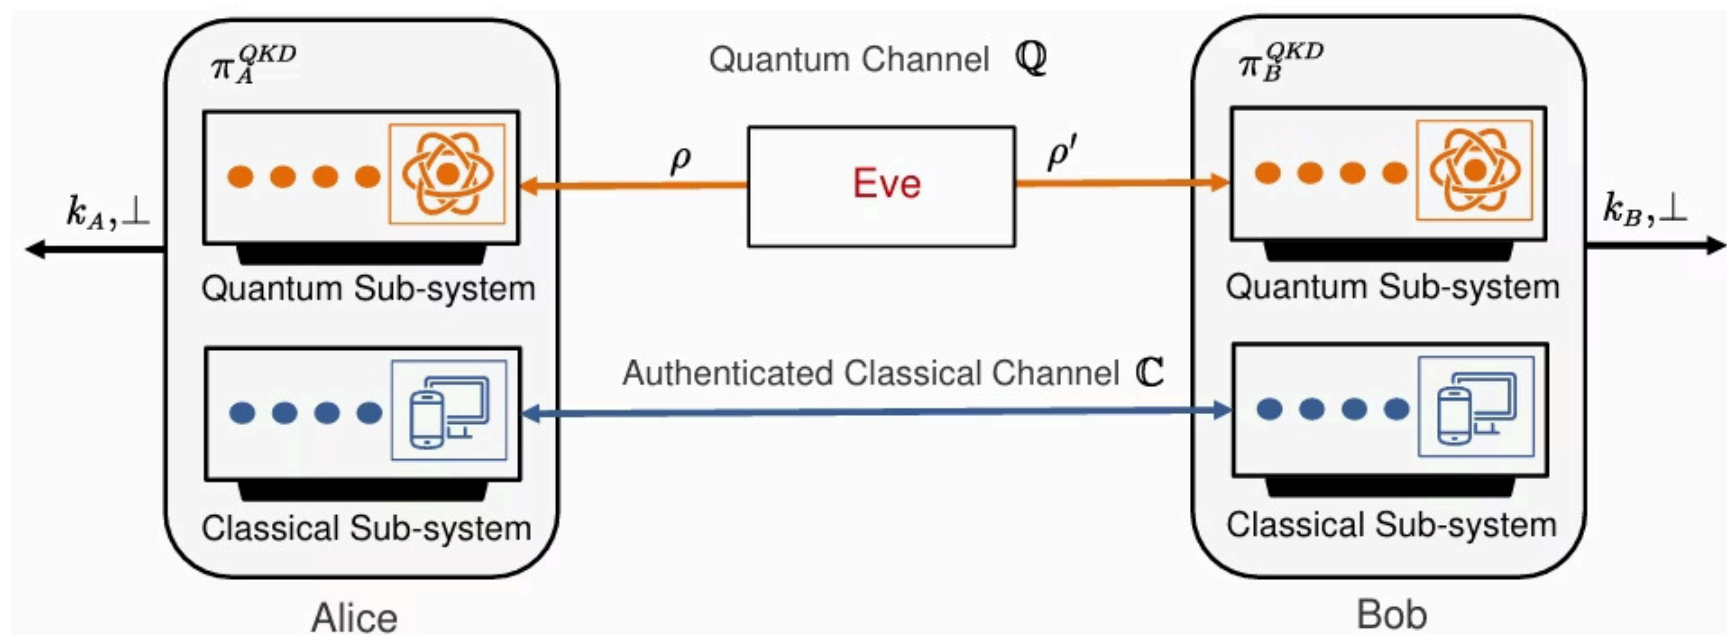 π_A^{QKD}
Quantum Channel ℚ
π_B^{QKD}
ρ
Eve
ρ′
k_A, ⊥
k_B, ⊥
Quantum Sub-system
Quantum Sub-system
Authenticated Classical Channel ℂ
Classical Sub-system
Classical Sub-system
Alice
Bob